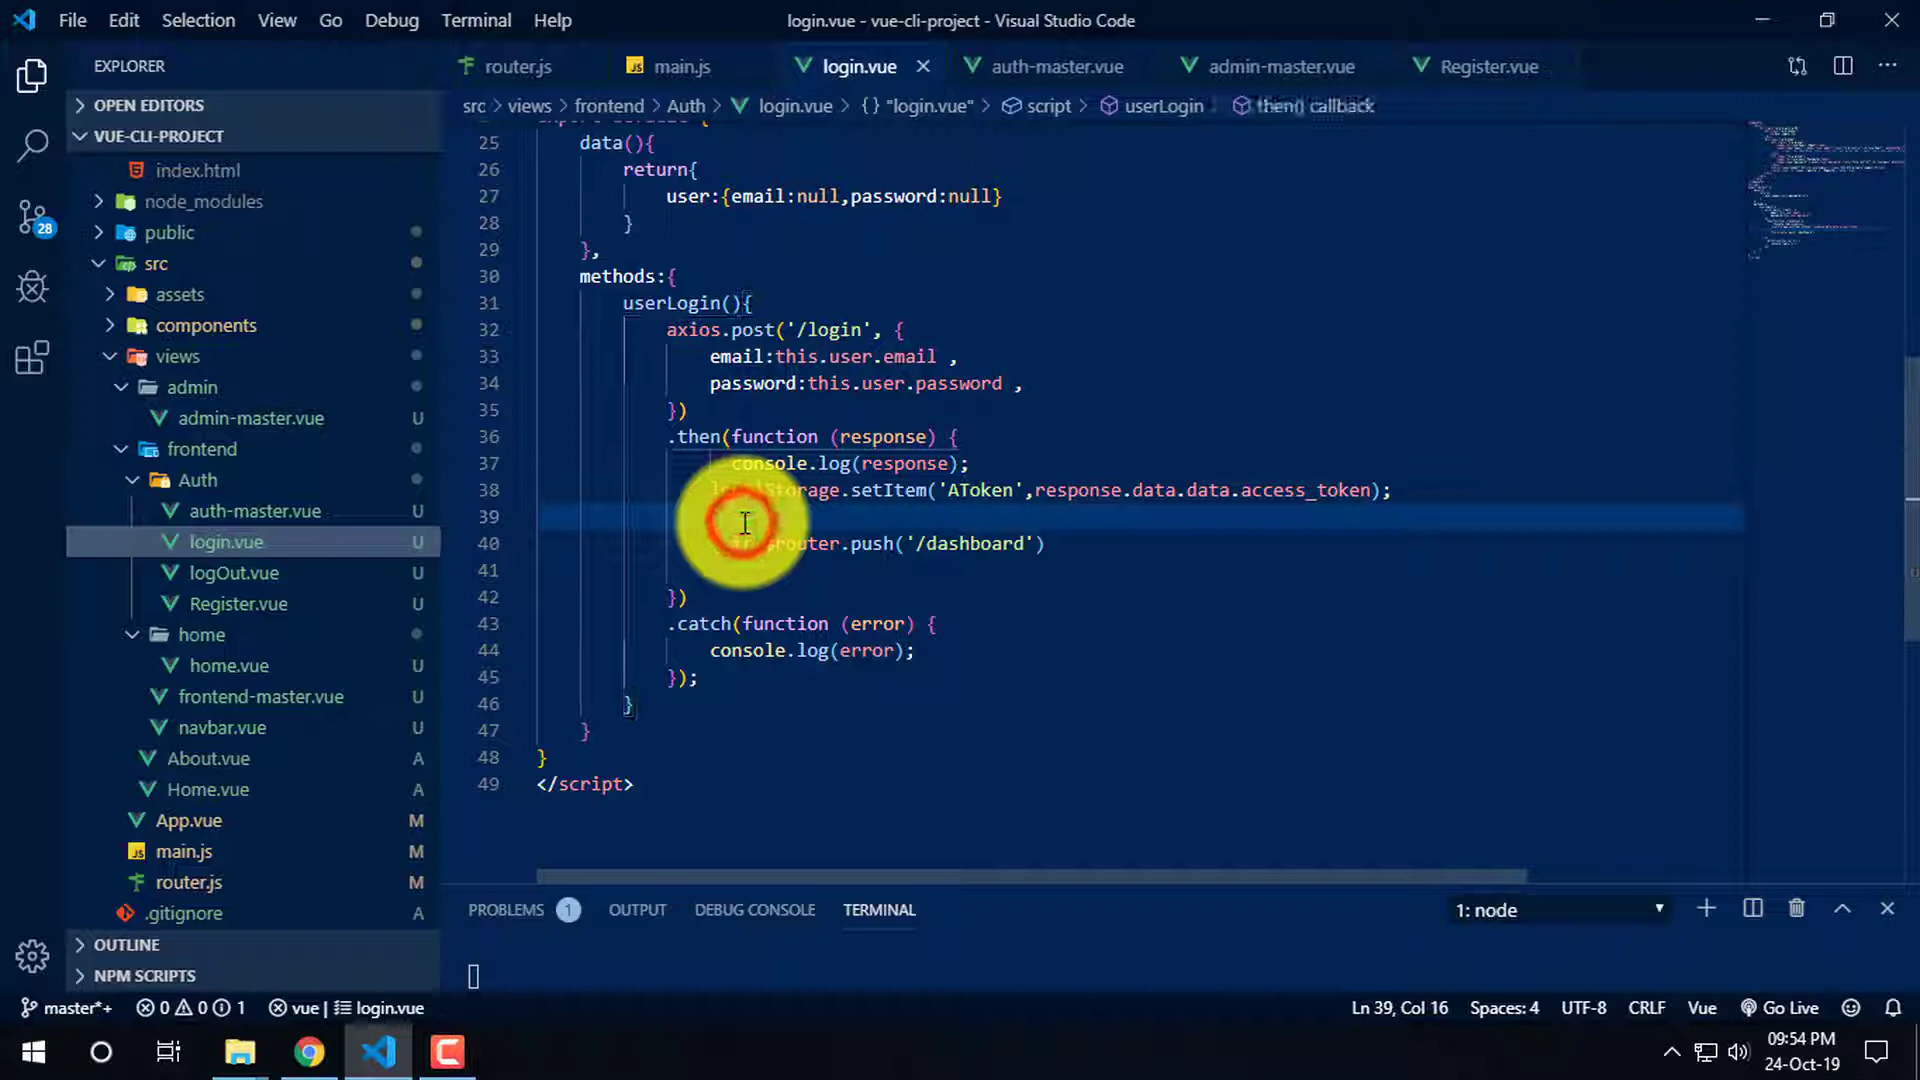 File Edit Selection View Go Debug Terminal Help
login.vue - vue-cli-project - Visual Studio Code
EXPLORER
router.js main.js login.vue auth-master.vue admin-master.vue Register.vue
OPEN EDITORS
src > views > frontend > Auth > login.vue > {} "login.vue" > script > userLogin > then() callback
VUE-CLI-PROJECT
index.html
node_modules
public
src
assets
components
views
admin
admin-master.vue U
frontend
Auth
auth-master.vue U
login.vue U
logOut.vue U
Register.vue U
home
home.vue U
frontend-master.vue U
navbar.vue U
About.vue A
Home.vue A
App.vue M
main.js M
router.js M
.gitignore A
OUTLINE
NPM SCRIPTS
28
25 data(){
26 return{
27 user:{email:null,password:null}
28 }
29 },
30 methods:{
31 userLogin(){
32 axios.post('/login', {
33 email:this.user.email ,
34 password:this.user.password ,
35 })
36 .then(function (response) {
37 console.log(response);
38 localStorage.setItem('AToken',response.data.data.access_token);
39
40 router.push('/dashboard')
41
42 })
43 .catch(function (error) {
44 console.log(error);
45 });
46 }
47 }
48 }
49 </script>
PROBLEMS 1 OUTPUT DEBUG CONSOLE TERMINAL
1: node
master*+ 0 0 1 vue | login.vue
Ln 39, Col 16 Spaces: 4 UTF-8 CRLF Vue Go Live
09:54 PM
24-Oct-19